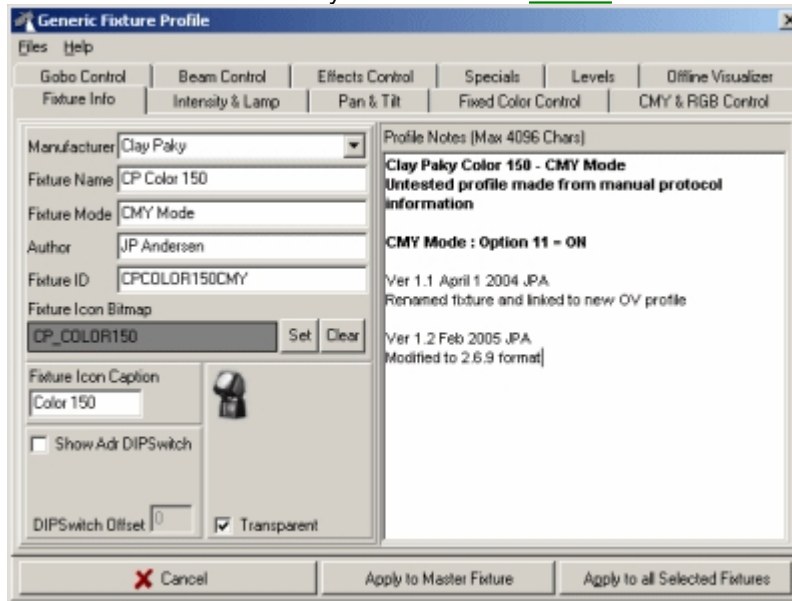 Generic Fixture Profile
Files Help
Gobo Control Beam Control Effects Control Specials Levels Offline Visualizer
Fixture Info Intensity & Lamp Pan & Tilt Fixed Color Control CMY & RGB Control
Manufacturer Clay Paky
Fixture Name CP Color 150
Fixture Mode CMY Mode
Author JP Andersen
Fixture ID CPCOLOR150CMY
Fixture Icon Bitmap
CP_COLOR150 Set Clear
Fixture Icon Caption
Color 150
Show Adr DIPSwitch
DIPSwitch Offset 0
Transparent
Profile Notes (Max 4096 Chars)
Clay Paky Color 150 - CMY Mode
Untested profile made from manual protocol
information
CMY Mode : Option 11 = ON
Ver 1.1 April 1 2004 JPA
Renamed fixture and linked to new OV profile
Ver 1.2 Feb 2005 JPA
Modified to 2.6.9 format
Cancel Apply to Master Fixture Apply to all Selected Fixtures